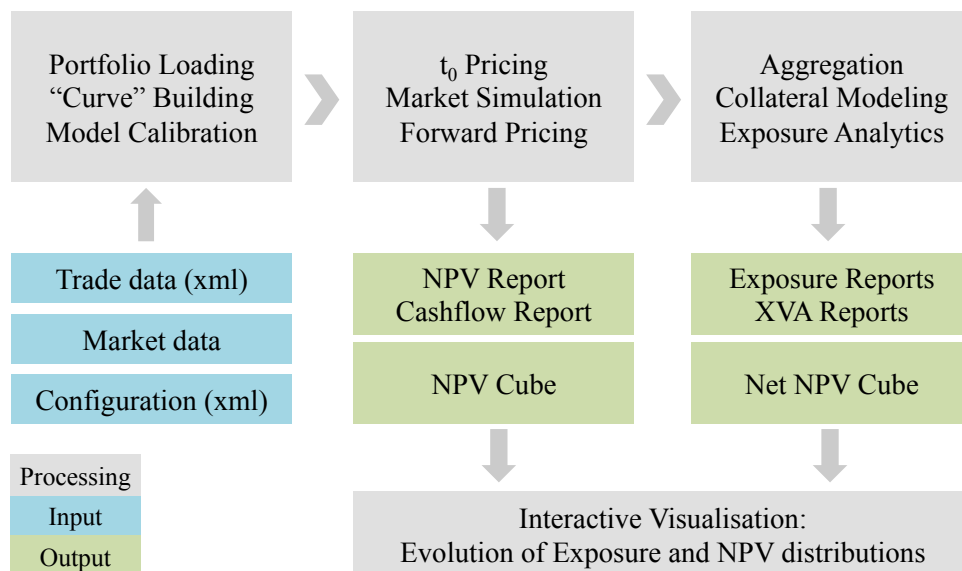 Portfolio Loading
“Curve” Building
Model Calibration
t₀ Pricing
Market Simulation
Forward Pricing
Aggregation
Collateral Modeling
Exposure Analytics
Trade data (xml)
Market data
Configuration (xml)
NPV Report
Cashflow Report
NPV Cube
Exposure Reports
XVA Reports
Net NPV Cube
Processing
Input
Output
Interactive Visualisation:
Evolution of Exposure and NPV distributions